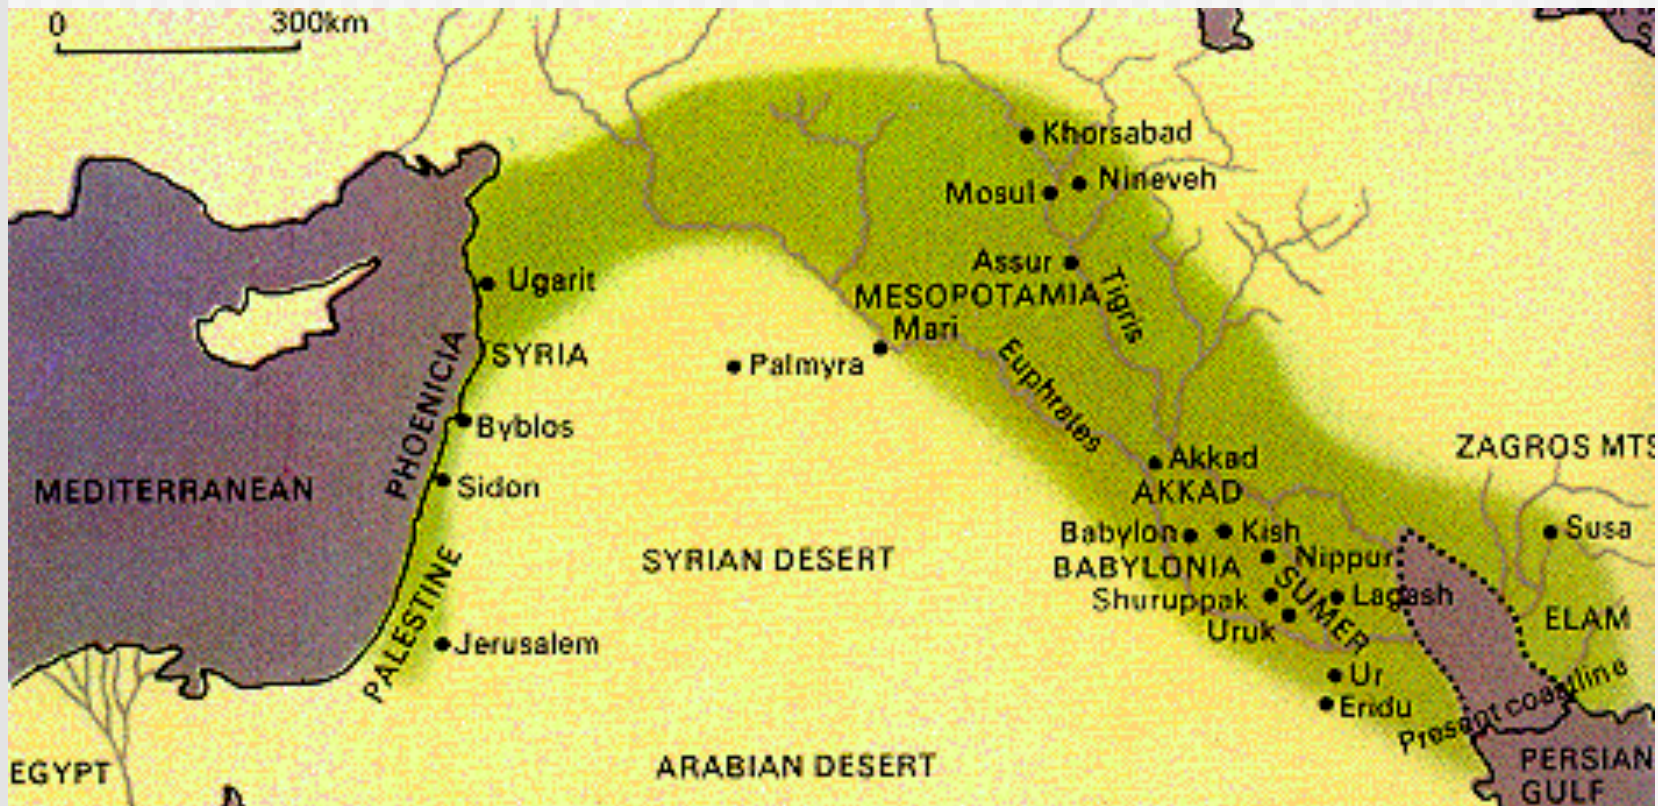 0 300km
Khorsabad
Mosul
Nineveh
Assur
Tigris
Ugarit
MESOPOTAMIA
Mari
SYRIA
Palmyra
Euphrates
PHOENICIA
Byblos
ZAGROS MTS
Akkad
AKKAD
MEDITERRANEAN
Sidon
Babylon
Kish
Susa
SYRIAN DESERT
Nippur
BABYLONIA
SUMER
Shuruppak
Lagash
ELAM
Uruk
PALESTINE
Jerusalem
Ur
Eridu
Present coastline
EGYPT
ARABIAN DESERT
PERSIAN
GULF